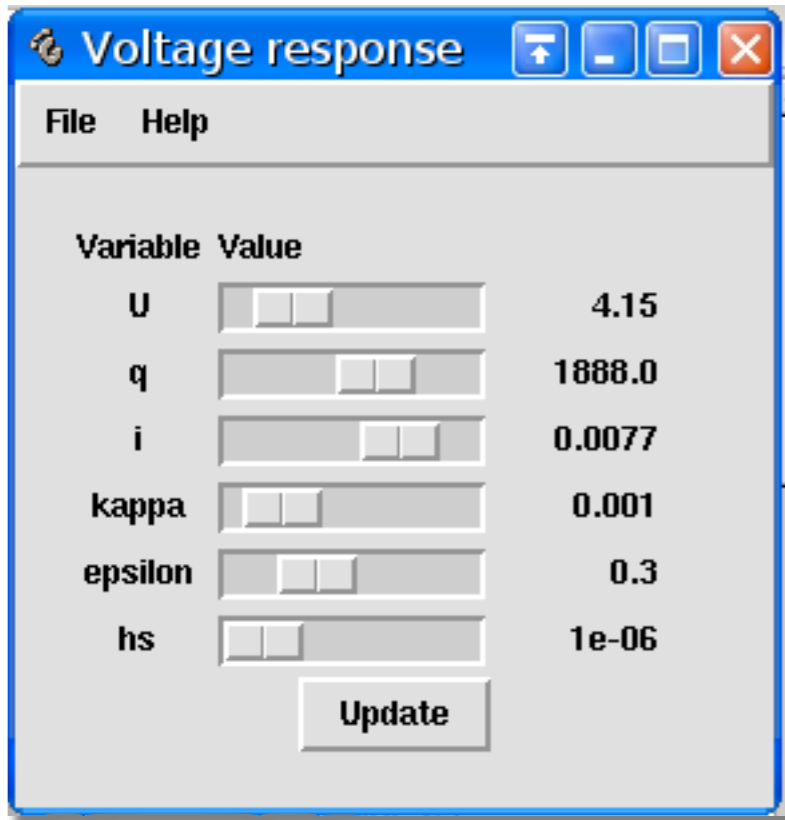 Voltage response
File Help
Variable Value
U 4.15
q 1888.0
i 0.0077
kappa 0.001
epsilon 0.3
hs 1e-06
Update